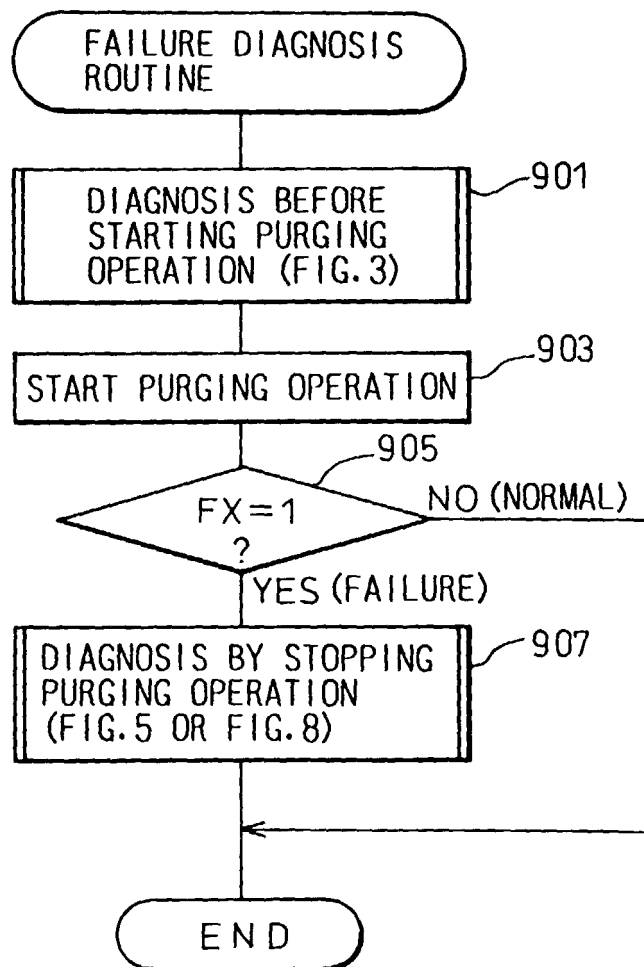 FAILURE DIAGNOSIS
ROUTINE
901
DIAGNOSIS BEFORE
STARTING PURGING
OPERATION (FIG.3)
903
START PURGING OPERATION
905
FX=1
?
NO (NORMAL)
YES (FAILURE)
907
DIAGNOSIS BY STOPPING
PURGING OPERATION
(FIG.5 OR FIG.8)
END